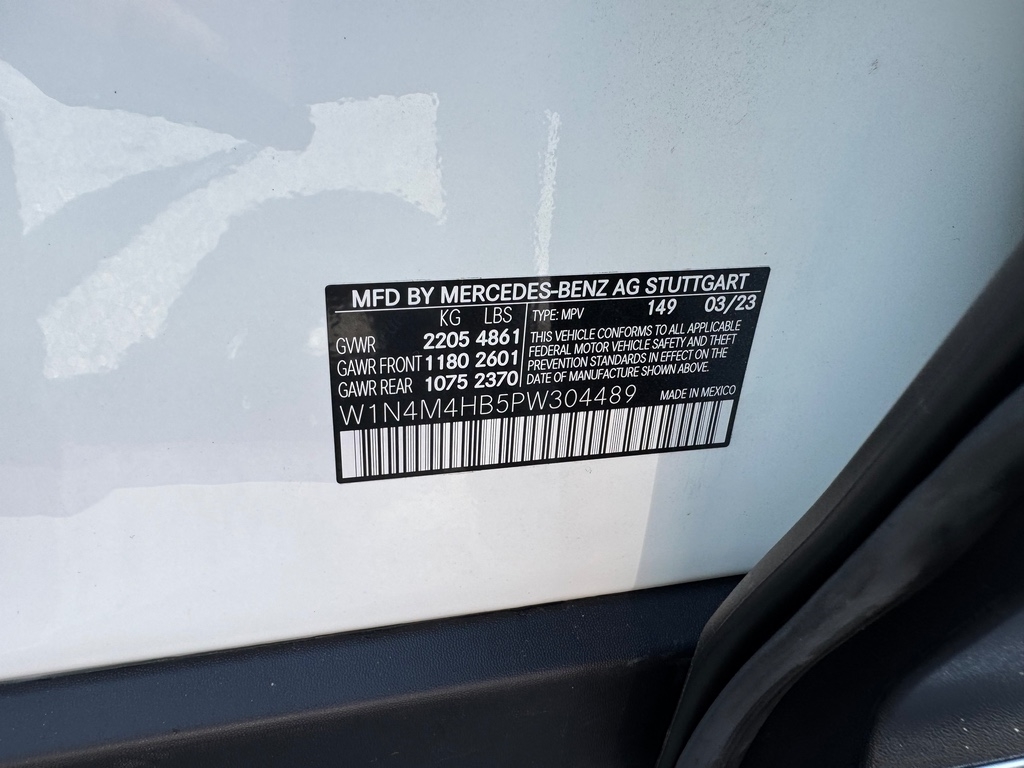 MFD BY MERCEDES-BENZ AG STUTTGART
KG LBS
GVWR 2205 4861
GAWR FRONT 1180 2601
GAWR REAR 1075 2370
TYPE: MPV 149 03/23
THIS VEHICLE CONFORMS TO ALL APPLICABLE
FEDERAL MOTOR VEHICLE SAFETY AND THEFT
PREVENTION STANDARDS IN EFFECT ON THE
DATE OF MANUFACTURE SHOWN ABOVE.
W1N4M4HB5PW304489 MADE IN MEXICO